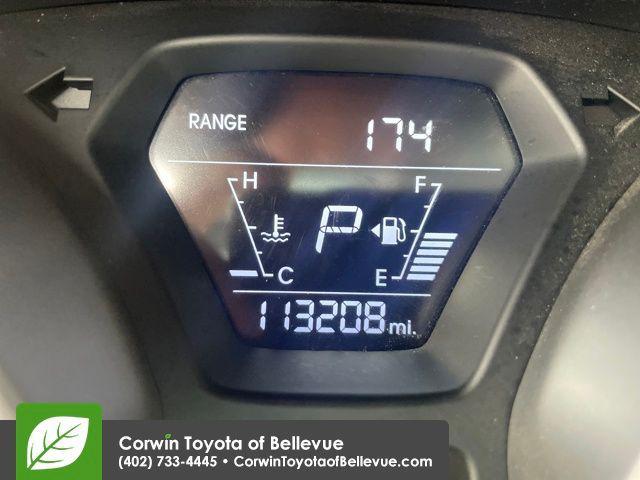 RANGE 174
H F
P
C E
113208 mi.
Corwin Toyota of Bellevue
(402) 733-4445 • CorwinToyotaofBellevue.com